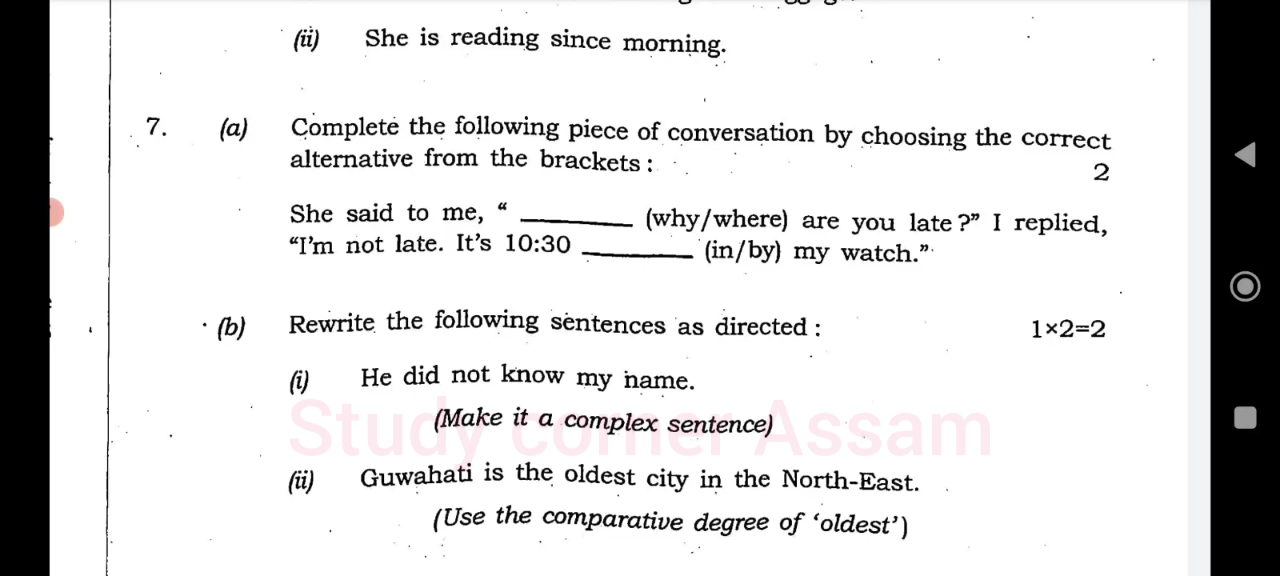 (ii) She is reading since morning.
7. (a) Complete the following piece of conversation by choosing the correct
alternative from the brackets :
2
She said to me, “ ________ (why/where) are you late ?” I replied,
“I'm not late. It's 10:30 ________ (in/by) my watch.”
(b) Rewrite the following sentences as directed : 1×2=2
(i) He did not know my name.
(Make it a complex sentence)
Study corner Assam
(ii) Guwahati is the oldest city in the North-East.
(Use the comparative degree of ‘oldest’)